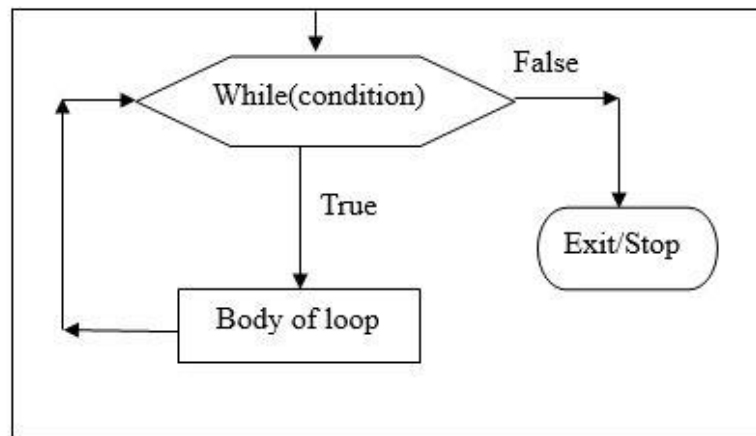 While(condition)
False
True
Exit/Stop
Body of loop